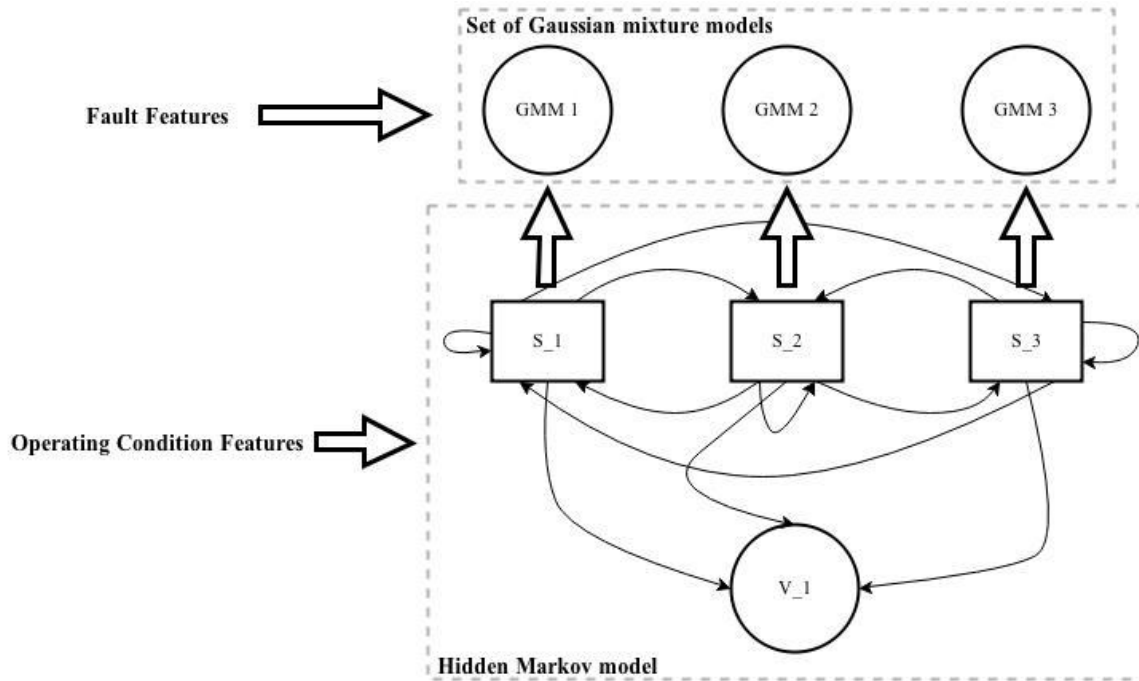 Set of Gaussian mixture models
GMM 1
GMM 2
GMM 3
Fault Features
S_1
S_2
S_3
Operating Condition Features
V_1
Hidden Markov model